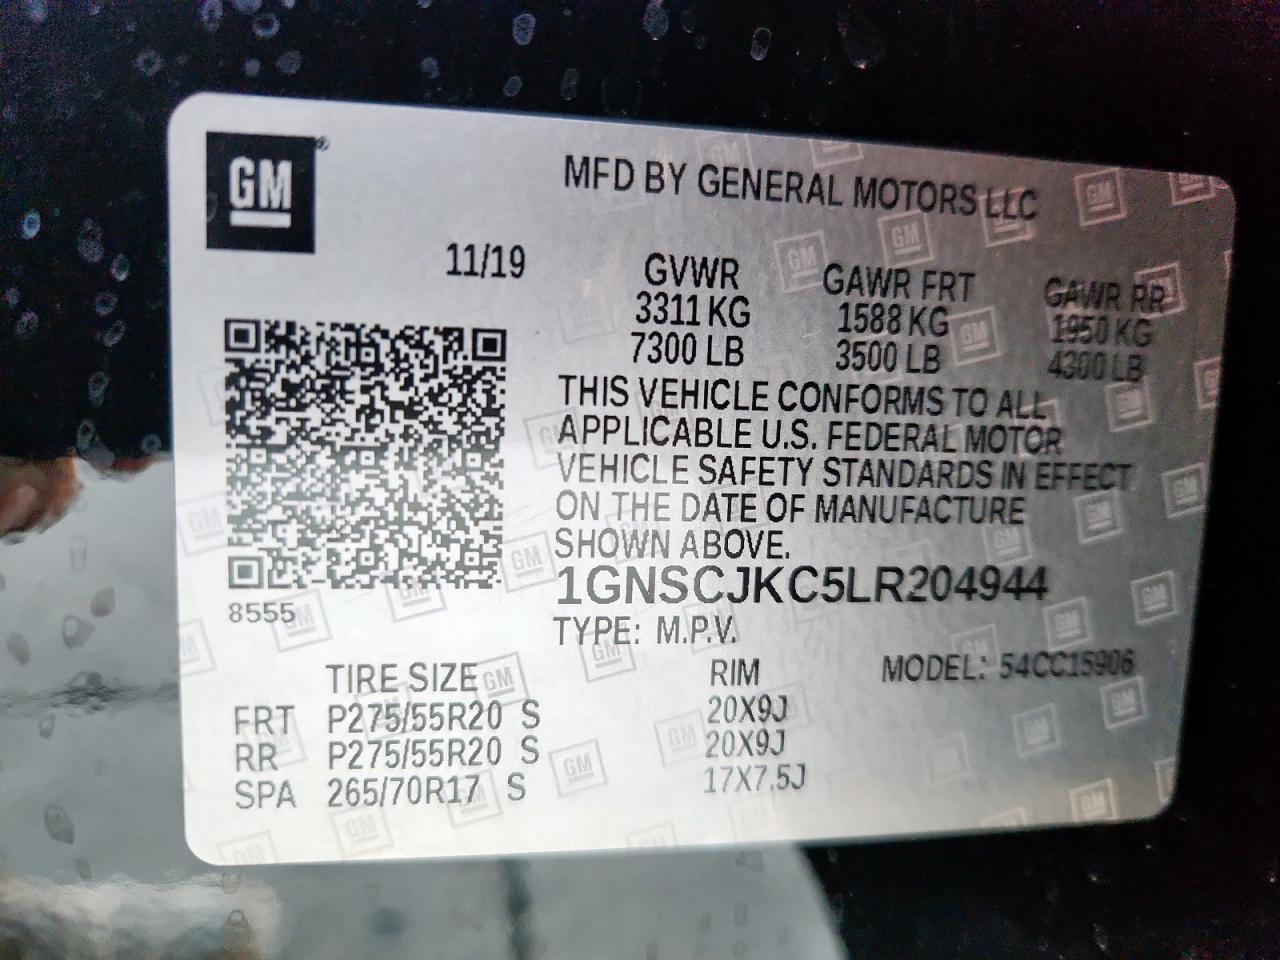 GM
MFD BY GENERAL MOTORS LLC
11/19
GVWR GAWR FRT GAWR RR
3311 KG 1588 KG 1950 KG
7300 LB 3500 LB 4300 LB
THIS VEHICLE CONFORMS TO ALL
APPLICABLE U.S. FEDERAL MOTOR
VEHICLE SAFETY STANDARDS IN EFFECT
ON THE DATE OF MANUFACTURE
SHOWN ABOVE.
1GNSCJKC5LR204944
8555
TYPE: M.P.V.
TIRE SIZE RIM MODEL: 54CC15906
FRT P275/55R20 S 20X9J
RR P275/55R20 S 20X9J
SPA 265/70R17 S 17X7.5J